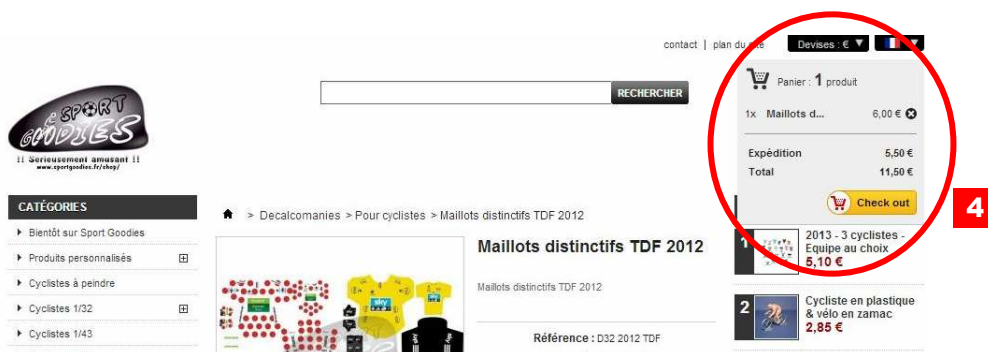 contact | plan du site
Devises : € ▼
Panier : 1 produit
RECHERCHER
1x Maillots d... 6,00 €
Expédition 5,50 €
Total 11,50 €
Check out
4
SPORT
GOODIES
!! Serieusement amusant !!
www.sportgoodies.fr/shop/
CATÉGORIES
Bientôt sur Sport Goodies
Produits personnalisés
Cyclistes à peindre
Cyclistes 1/32
Cyclistes 1/43
> Decalcomanies > Pour cyclistes > Maillots distinctifs TDF 2012
sky
Maillots distinctifs TDF 2012
Maillots distinctifs TDF 2012
Référence : D32 2012 TDF
1
2013 - 3 cyclistes -
Equipe au choix
5,10 €
2
Cycliste en plastique
& vélo en zamac
2,85 €